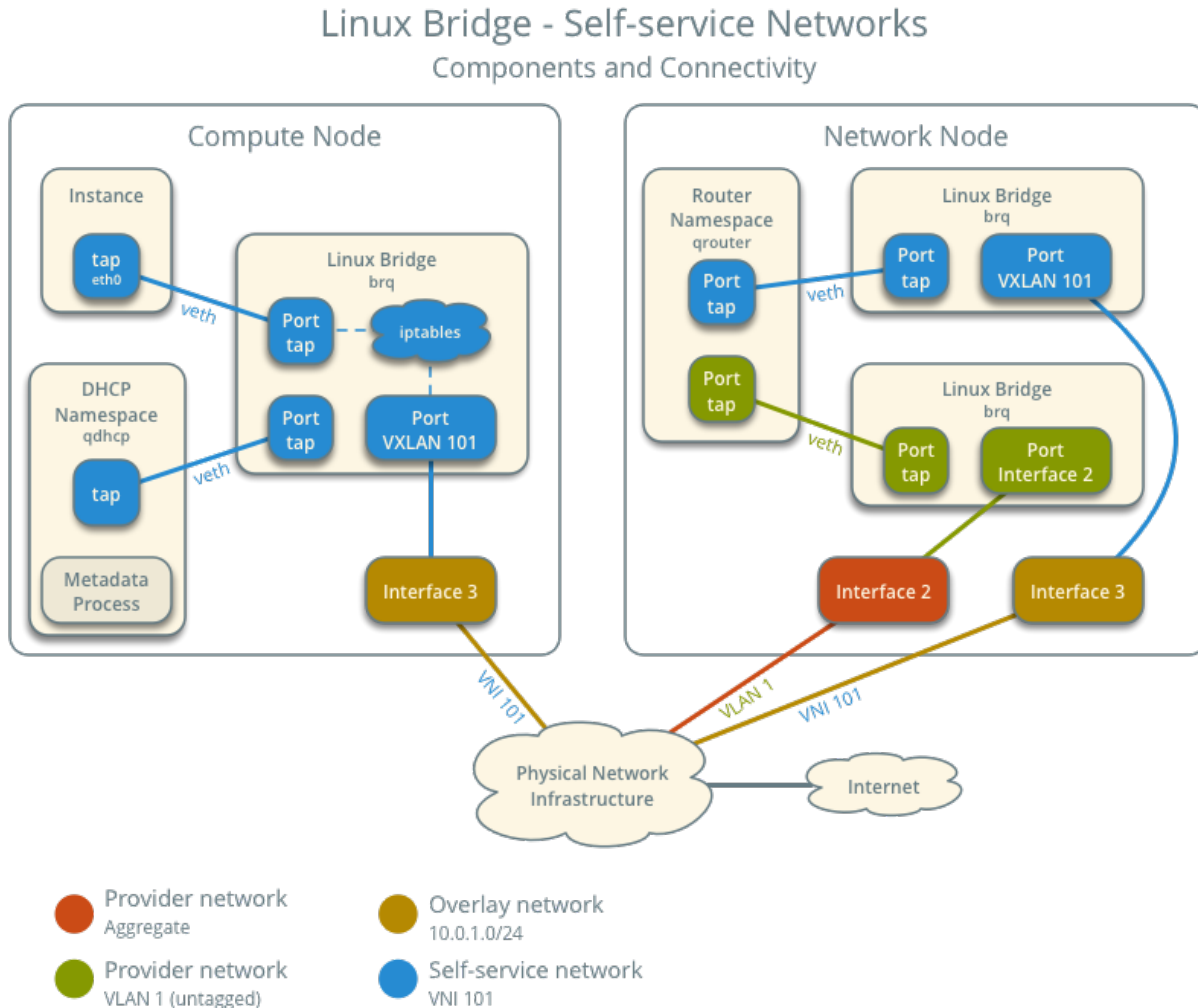 Linux Bridge - Self-service Networks
Components and Connectivity
Compute Node
Instance
tap
eth0
veth
Linux Bridge
brq
Port
tap
iptables
DHCP
Namespace
qdhcp
tap
veth
Port
tap
Port
VXLAN 101
Metadata
Process
Interface 3
Network Node
Router
Namespace
qrouter
Port
tap
veth
Linux Bridge
brq
Port
tap
Port
VXLAN 101
Port
tap
veth
Linux Bridge
brq
Port
tap
Port
Interface 2
Interface 2
Interface 3
VNI 101
VLAN 1
VNI 101
Physical Network
Infrastructure
Internet
Provider network
Aggregate
Overlay network
10.0.1.0/24
Provider network
VLAN 1 (untagged)
Self-service network
VNI 101